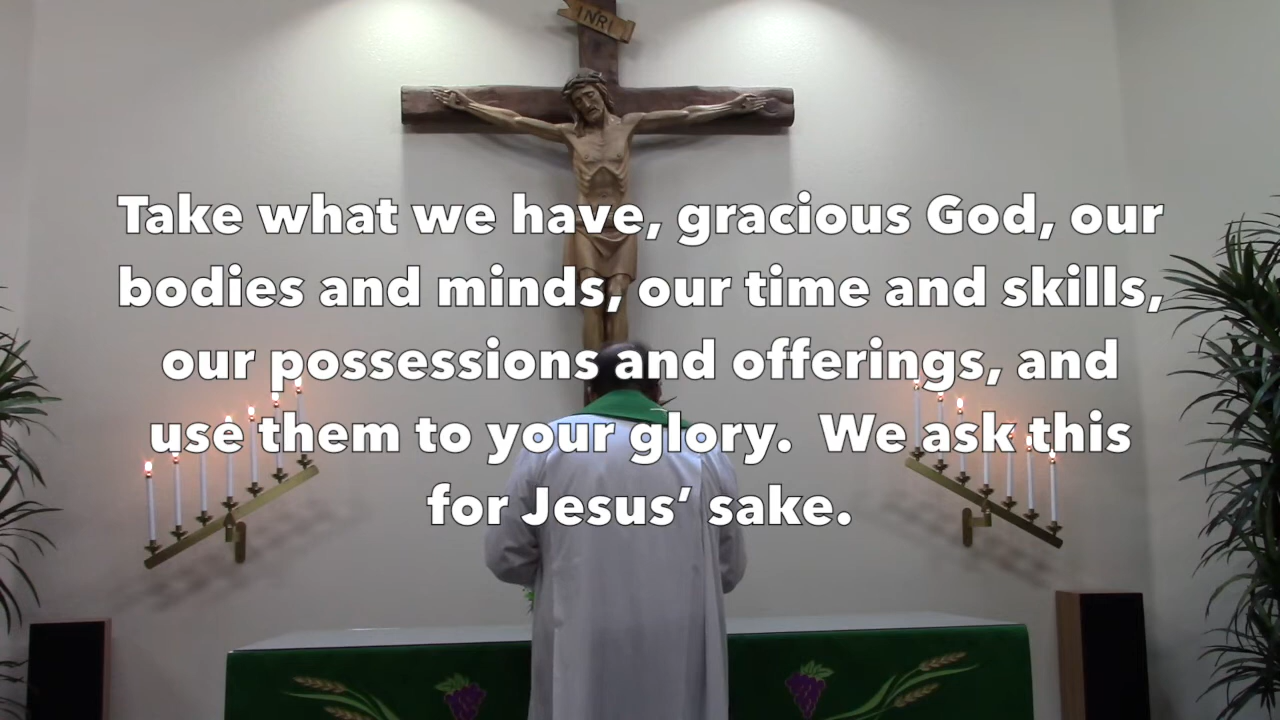 INRI
Take what we have, gracious God, our
bodies and minds, our time and skills,
our possessions and offerings, and
use them to your glory.  We ask this
for Jesus’ sake.